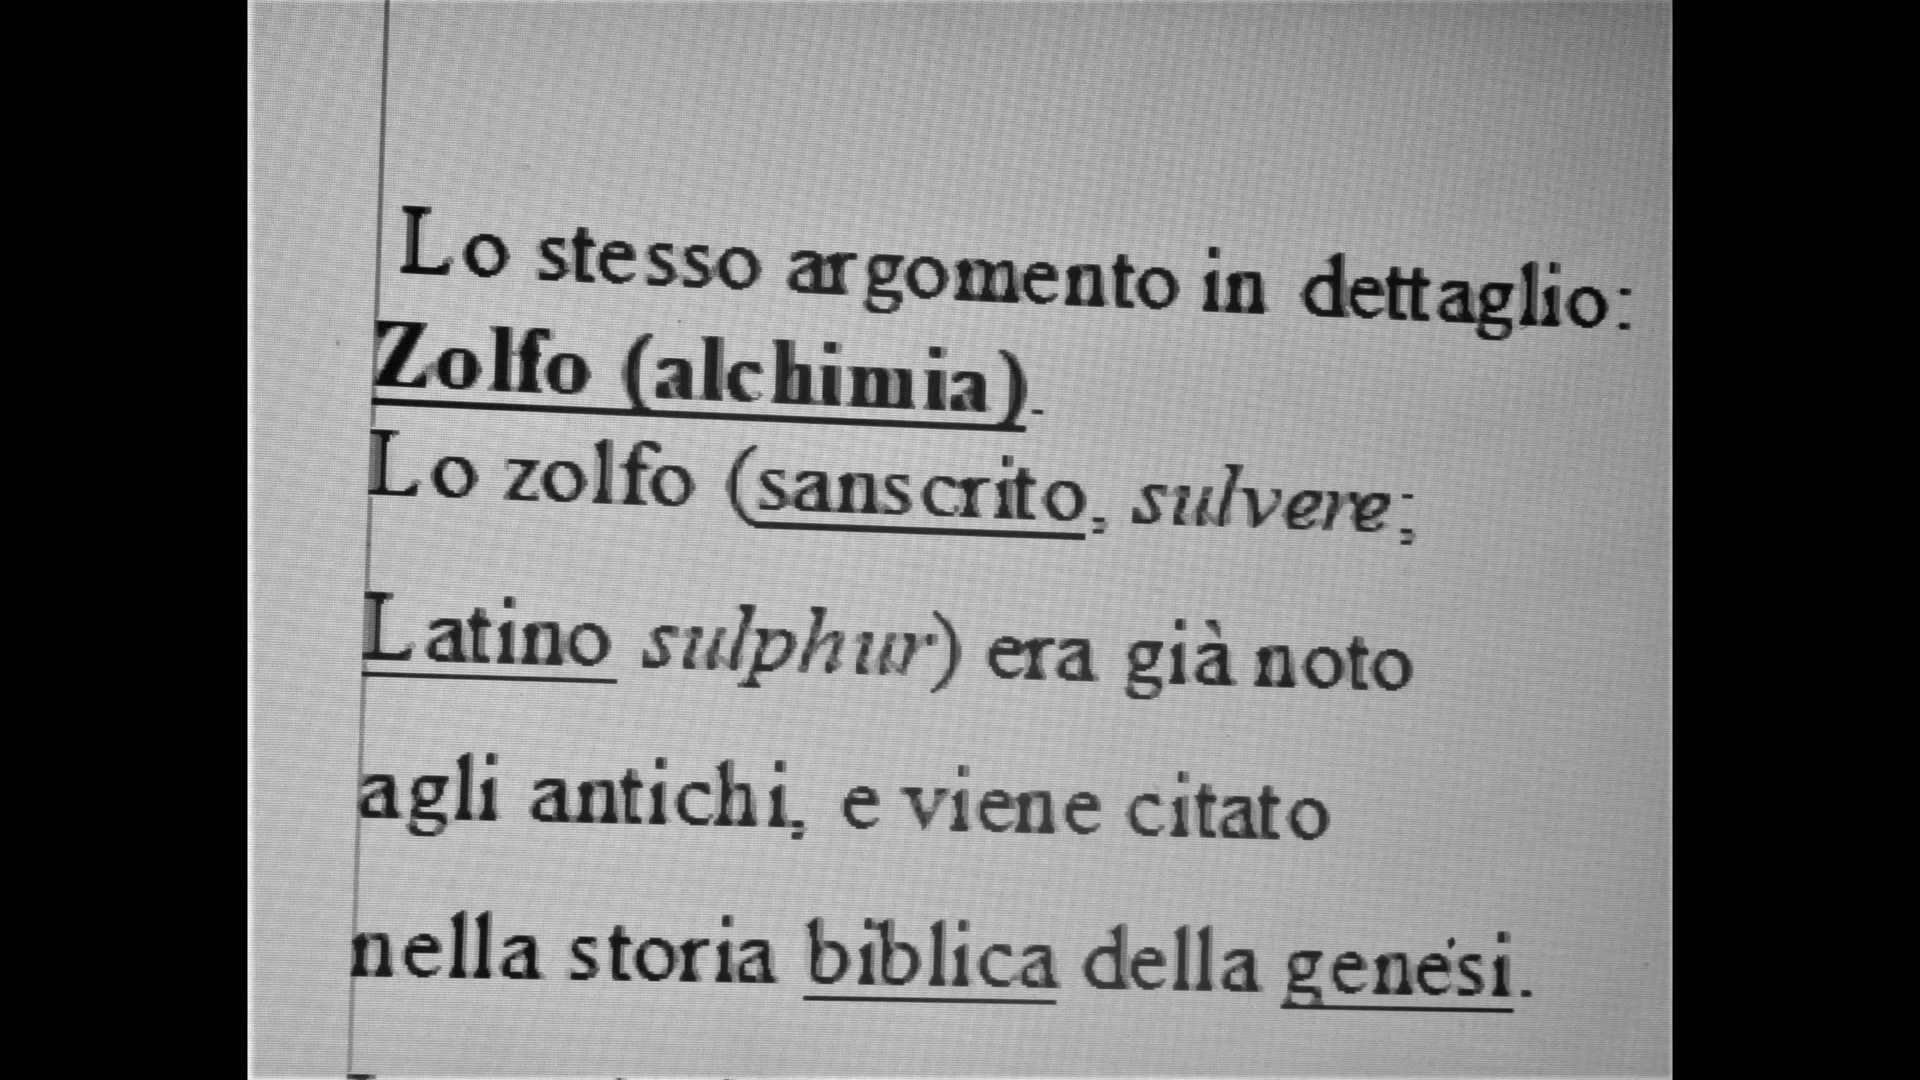 Lo stesso argomento in dettaglio:
Zolfo (alchimia).
Lo zolfo (sanscrito, sulvere;
Latino sulphur) era già noto
agli antichi, e viene citato
nella storia biblica della genesi.